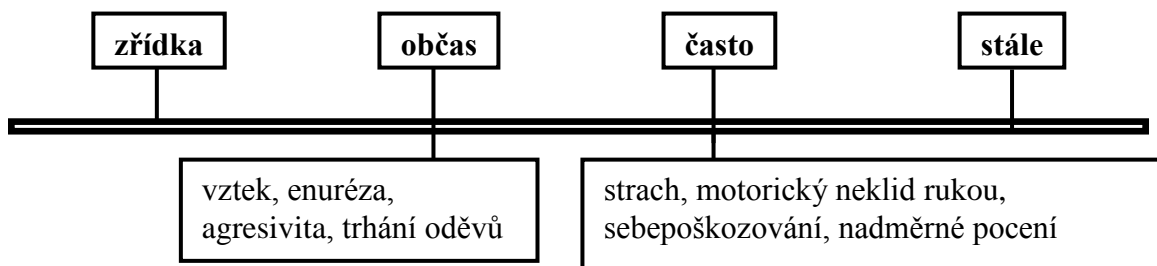 zřídka
občas
často
stále
vztek, enuréza,
agresivita, trhání oděvů
strach, motorický neklid rukou,
sebepoškozování, nadměrné pocení